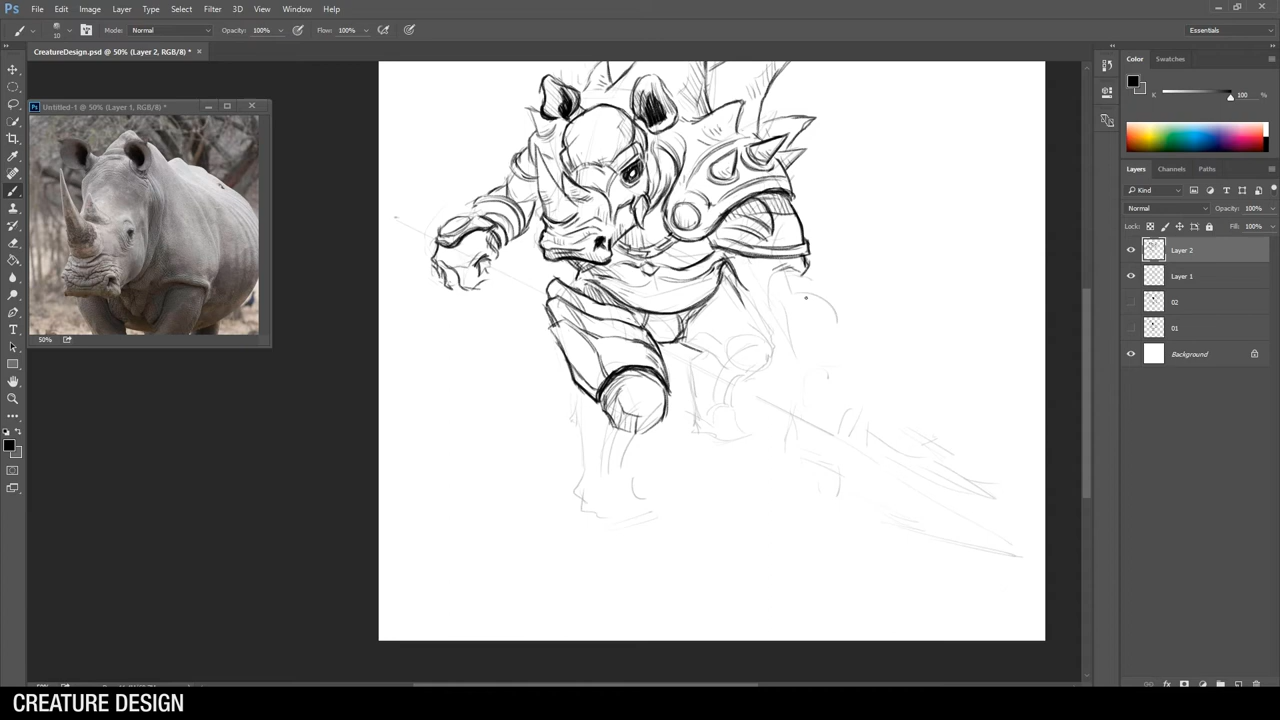 Ps File Edit Image Layer Type Select Filter 3D View Window Help
10 Mode: Normal Opacity: 100% Flow: 100% Essentials
CreatureDesign.psd @ 50% (Layer 2, RGB/8) *
Untitled-1 @ 50% (Layer 1, RGB/8) *
50%
Color Swatches
K 100 %
Layers Channels Paths
Kind
Normal Opacity: 100%
Lock: Fill: 100%
Layer 2
Layer 1
02
01
Background
CREATURE DESIGN